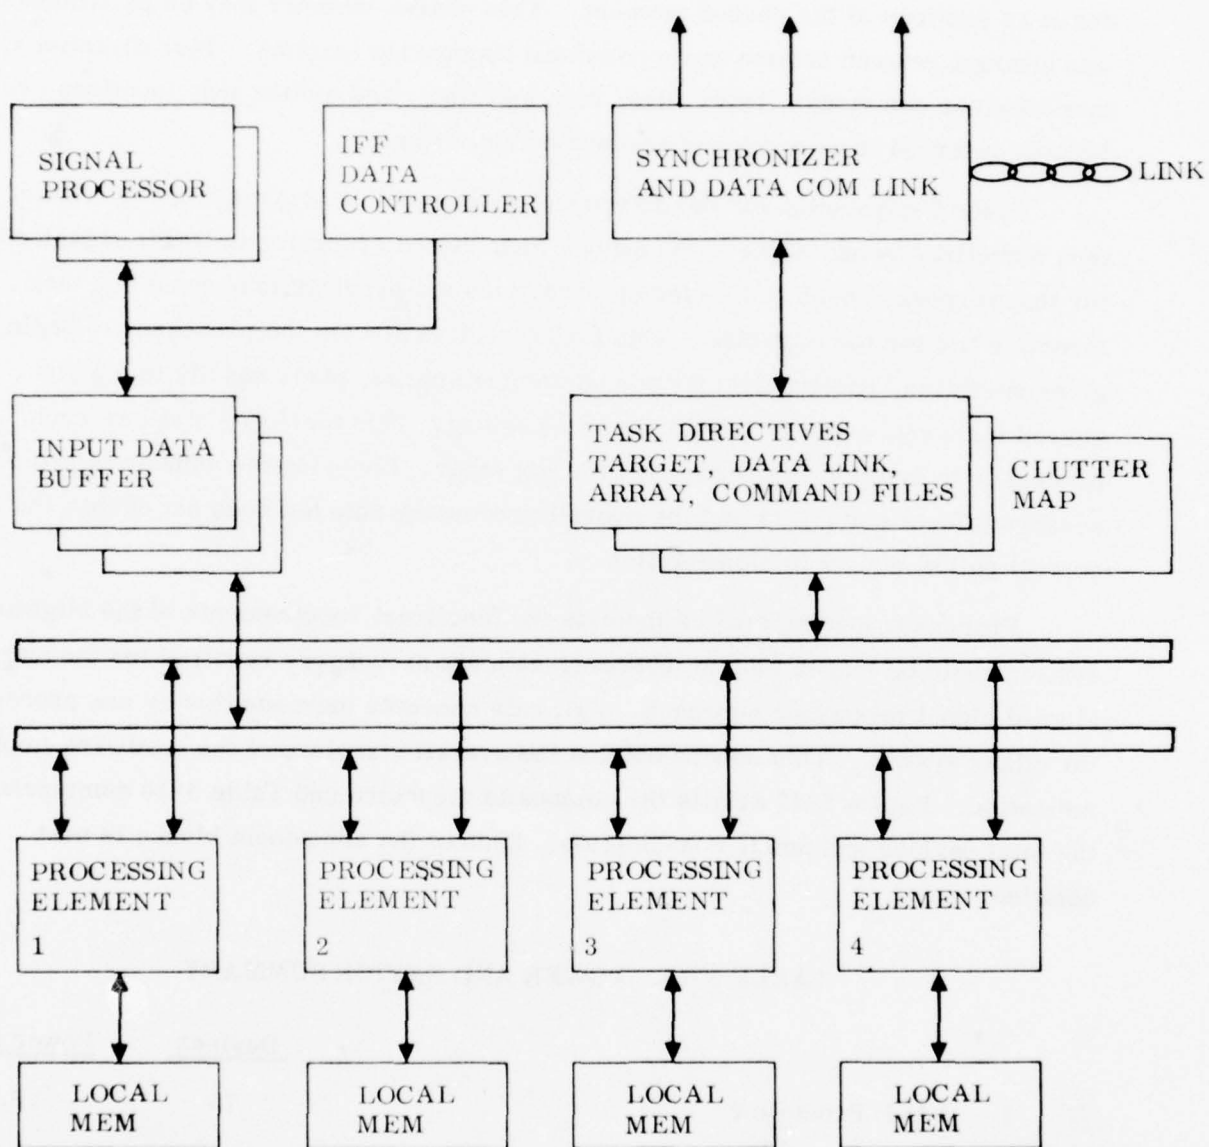 SIGNAL
PROCESSOR
IFF
DATA
CONTROLLER
SYNCHRONIZER
AND DATA COM LINK
LINK
INPUT DATA
BUFFER
TASK DIRECTIVES
TARGET, DATA LINK,
ARRAY, COMMAND FILES
CLUTTER
MAP
PROCESSING
ELEMENT
1
PROCESSING
ELEMENT
2
PROCESSING
ELEMENT
3
PROCESSING
ELEMENT
4
LOCAL
MEM
LOCAL
MEM
LOCAL
MEM
LOCAL
MEM